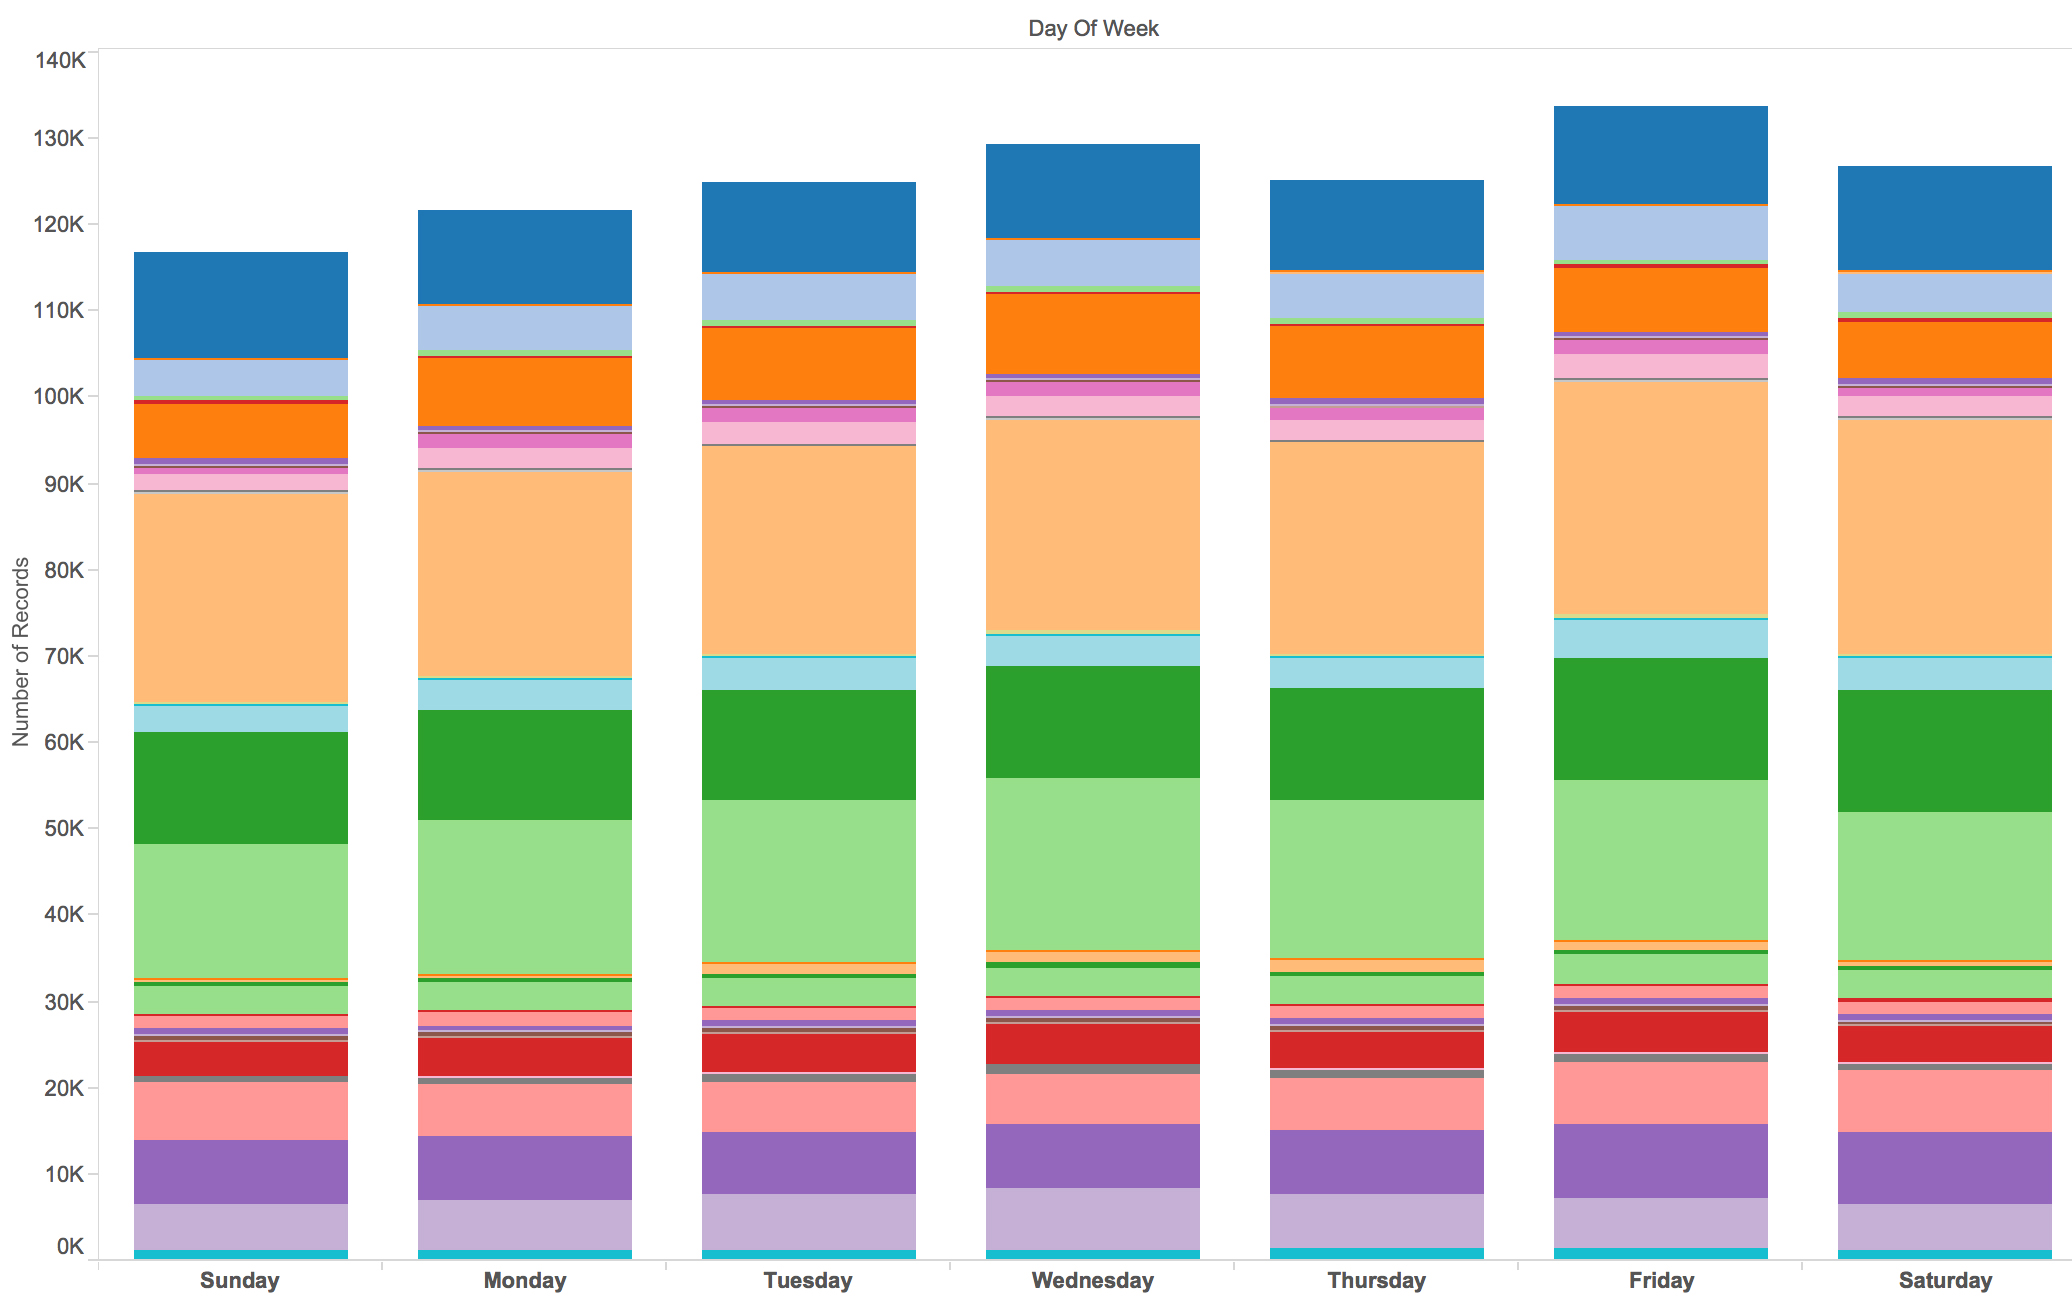 Day Of Week
140K
130K
120K
110K
100K
90K
80K
70K
60K
50K
40K
30K
20K
10K
0K
Number of Records
Sunday Monday Tuesday Wednesday Thursday Friday Saturday